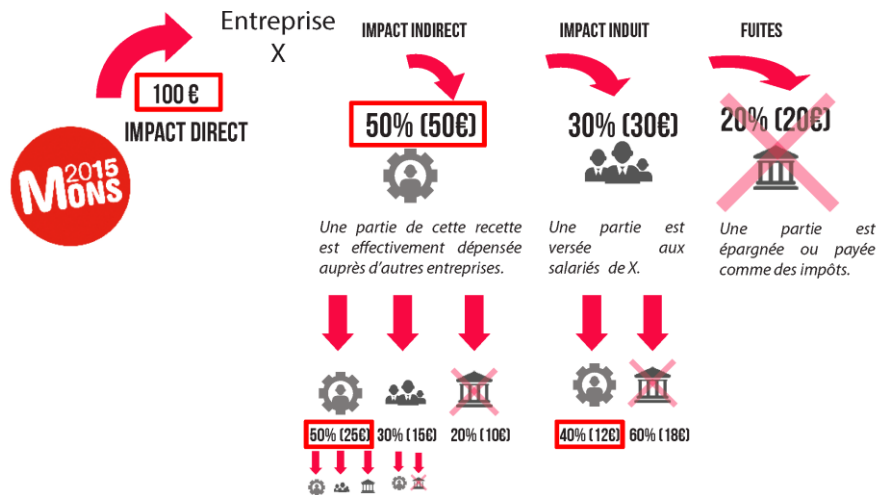 Entreprise
X
100 €
IMPACT DIRECT
2015
MONS
IMPACT INDIRECT
50% (50€)
Une partie de cette recette
est effectivement dépensée
auprès d'autres entreprises.
IMPACT INDUIT
30% (30€)
Une partie est
versée aux
salariés de X.
FUITES
20% (20€)
Une partie est
épargnée ou payée
comme des impôts.
50% (25€) 30% (15€) 20% (10€)
40% (12€) 60% (18€)